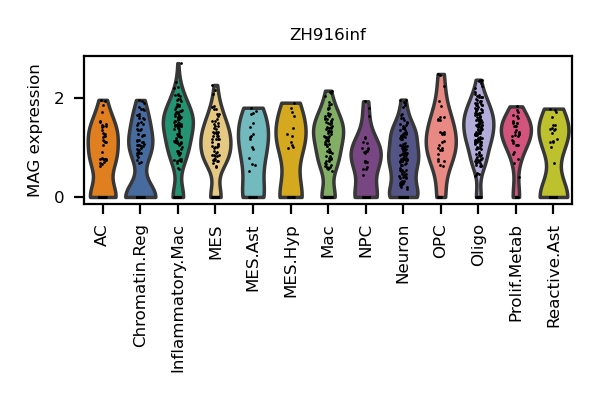 ZH916inf
MAG expression
2
0
AC
Chromatin.Reg
Inflammatory.Mac
MES
MES.Ast
MES.Hyp
Mac
NPC
Neuron
OPC
Oligo
Prolif.Metab
Reactive.Ast